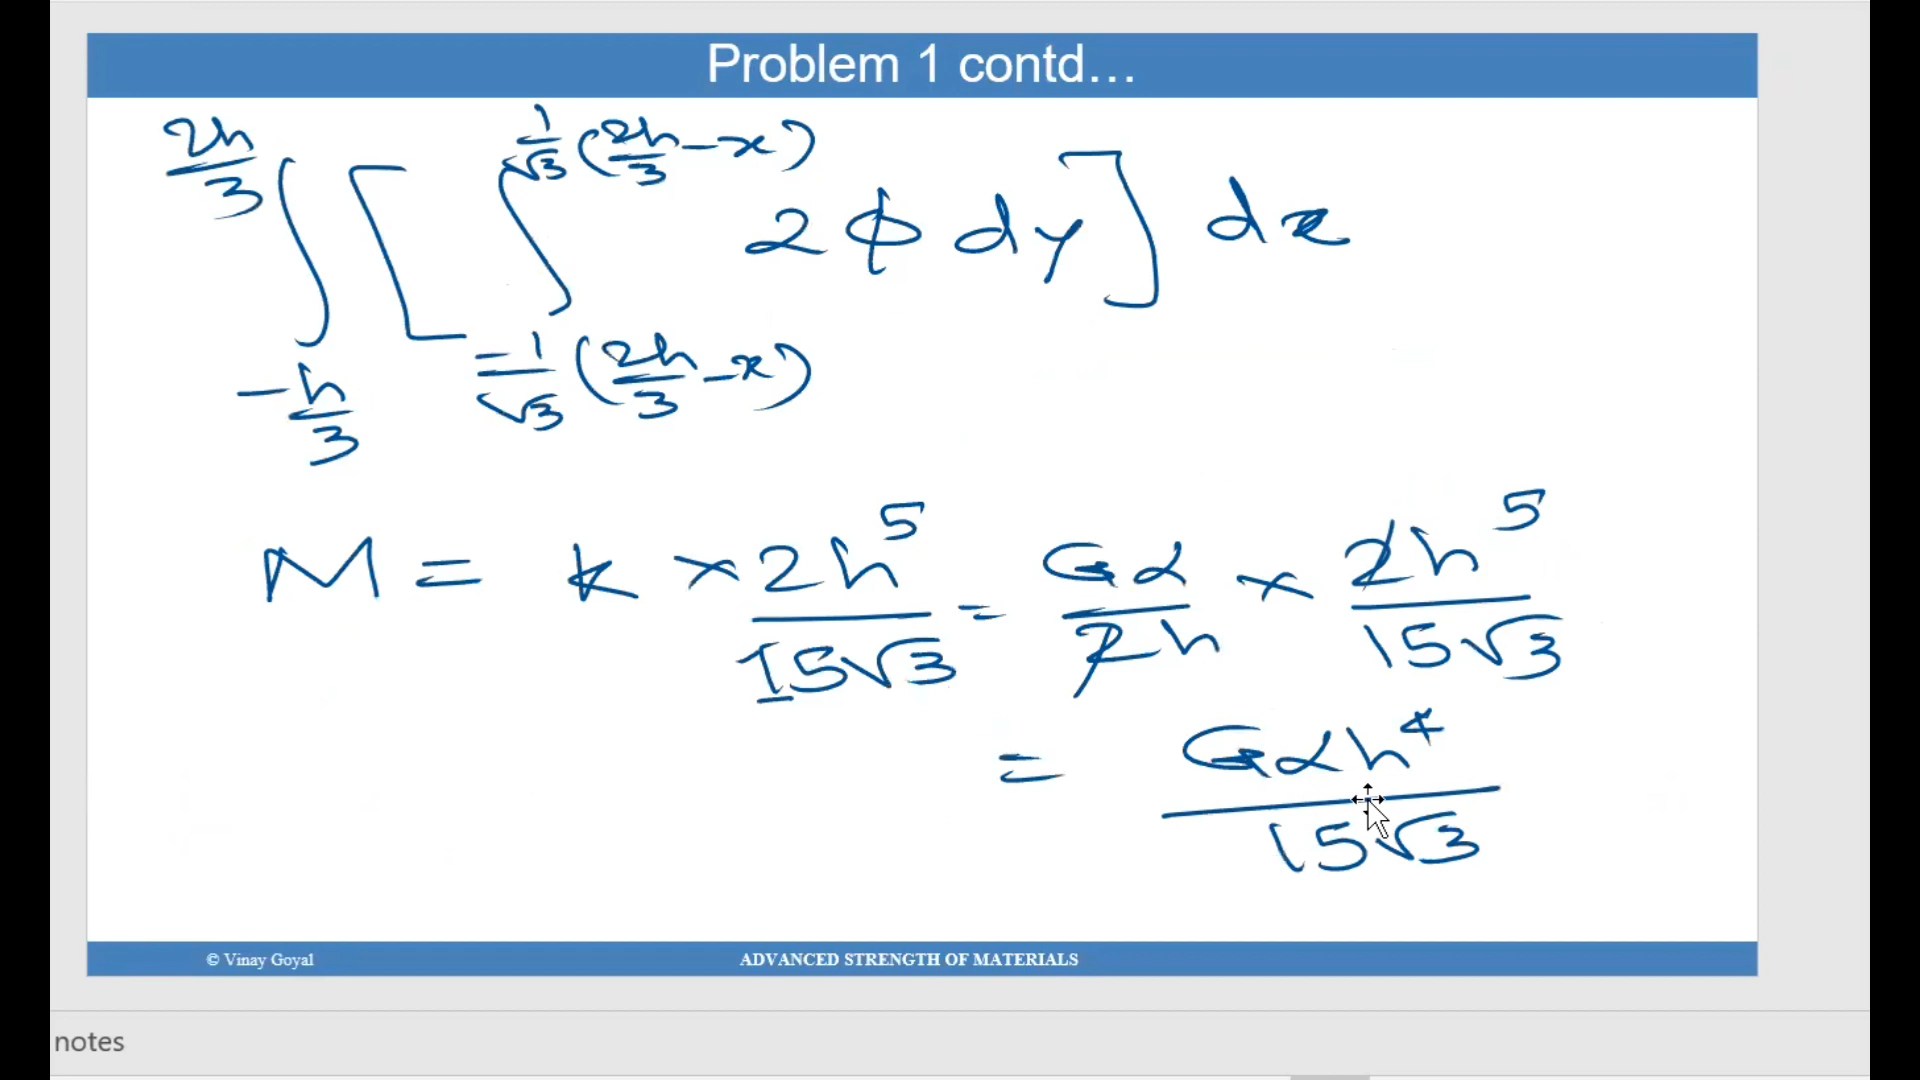 Problem 1 contd...
∫_{-h/3}^{2h/3} [ ∫_{-1/√3 (2h/3 - x)}^{1/√3 (2h/3 - x)} 2 ϕ dy ] dx
M = k × 2h^5 / 15√3 = Gα / 2h × 2h^5 / 15√3
= Gαh^4 / 15√3
© Vinay Goyal ADVANCED STRENGTH OF MATERIALS
notes